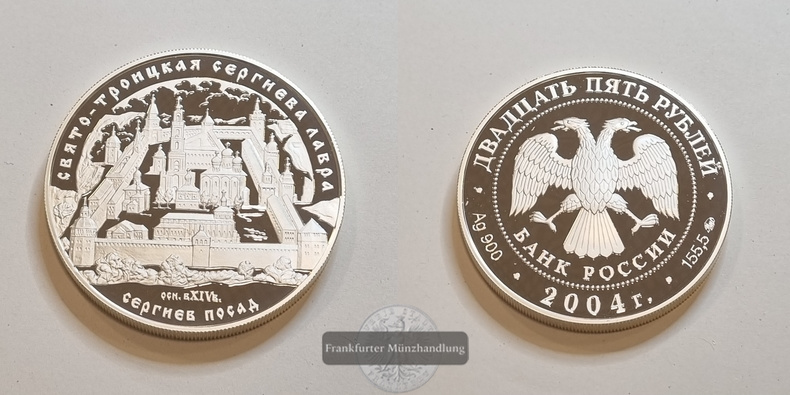 СВЯТО-ТРОИЦКАЯ СЕРГИЕВА ЛАВРА
ОСН. В XIV В.
СЕРГИЕВ ПОСАД
ДВАДЦАТЬ ПЯТЬ РУБЛЕЙ
Ag 900
155,5
БАНК РОССИИ
2004 г.
Frankfurter Münzhandlung